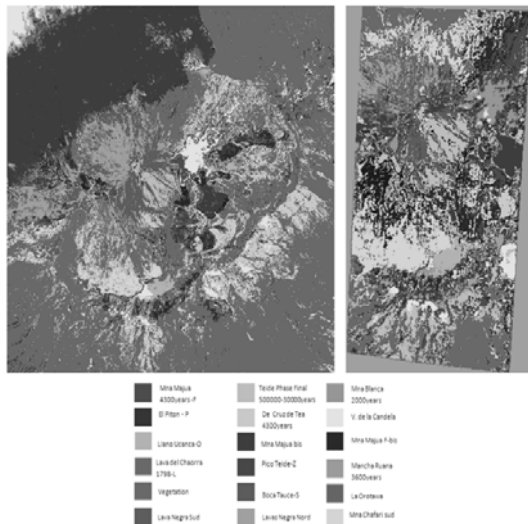 Mna Majua
4300years -P
El Piton - P
Llano Ucanca-O
Lava del Chaorra
1798-L
Vegetation
Lava Negra Sud
Teide Phase Final
500000-30000years
De Cruz de Tea
4300years
Mna Majua bis
Pico Teide-2
Boca Tauce-S
Lavas Negra Nord
Mna Blanca
2000years
V. de la Candela
Mna Majua F-bis
Mancha Ruana
3600years
La Orotava
Mna Chafari sud